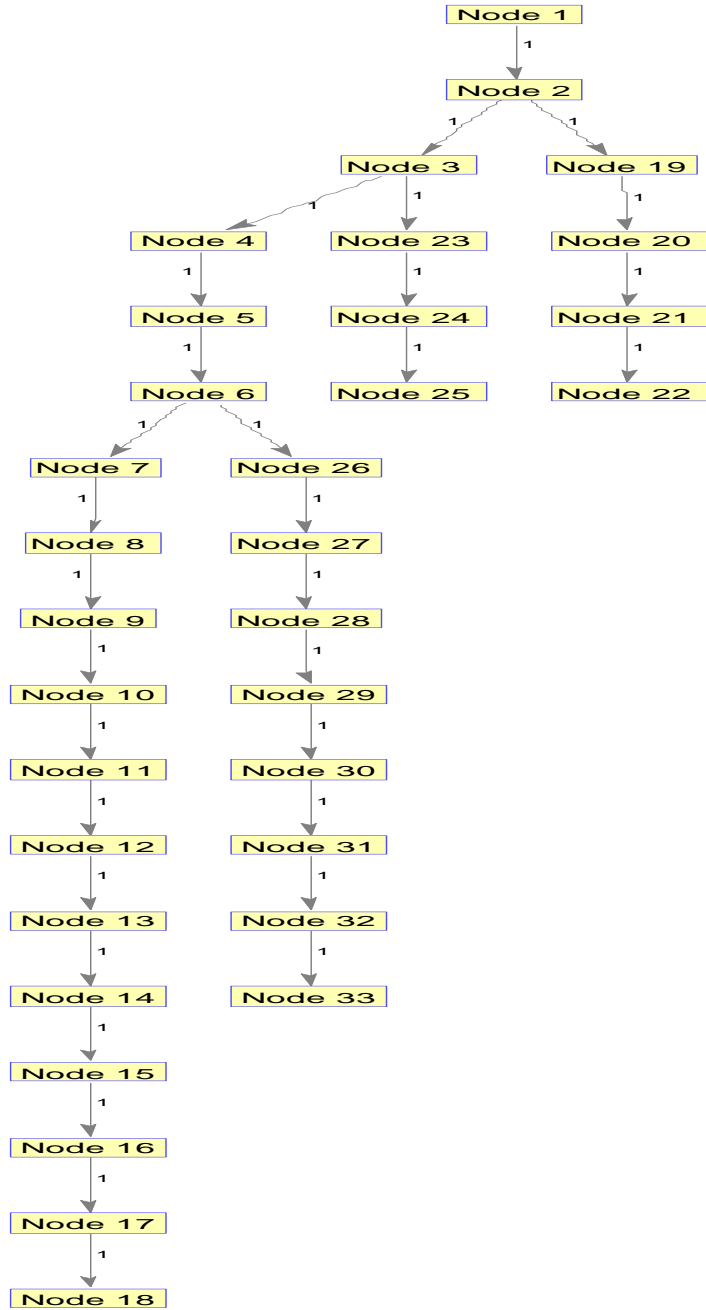 Node 1
1
Node 2
1 1
Node 3 Node 19
1 1 1
Node 4 Node 23 Node 20
1 1 1
Node 5 Node 24 Node 21
1 1 1
Node 6 Node 25 Node 22
1 1
Node 7 Node 26
1 1
Node 8 Node 27
1 1
Node 9 Node 28
1 1
Node 10 Node 29
1 1
Node 11 Node 30
1 1
Node 12 Node 31
1 1
Node 13 Node 32
1 1
Node 14 Node 33
1
Node 15
1
Node 16
1
Node 17
1
Node 18